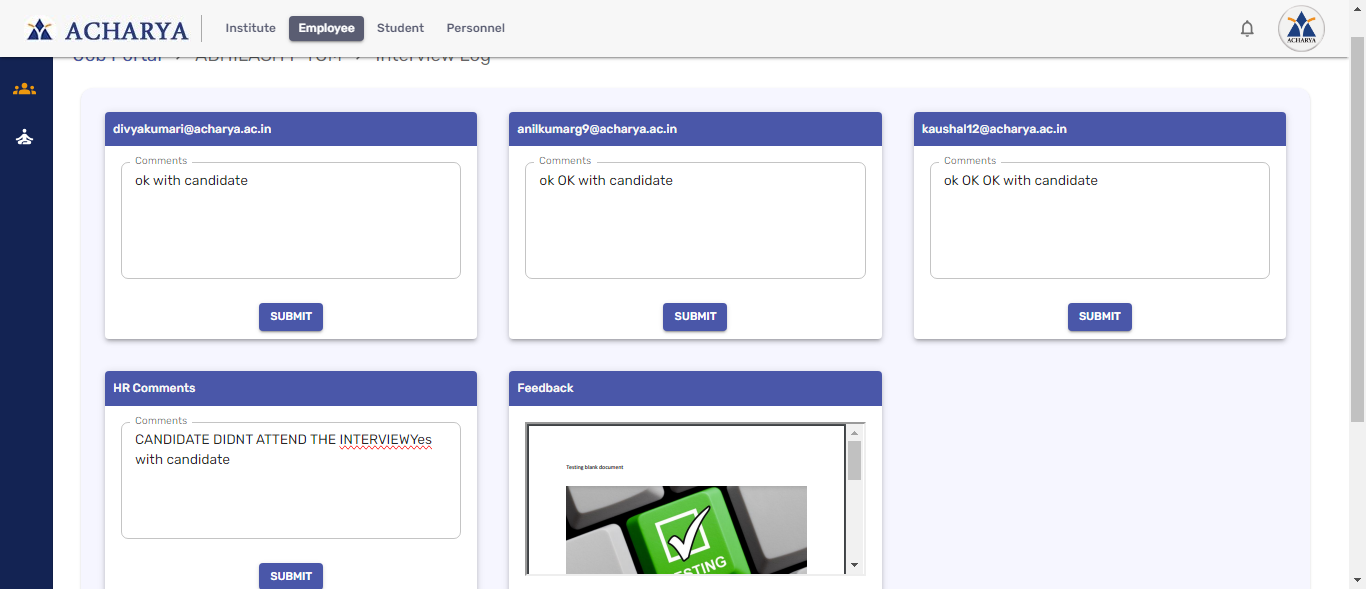 ACHARYA
Institute
Employee
Student
Personnel
ACHARYA
Job Portal > ABHILASH P TOM > Interview Log
divyakumari@acharya.ac.in
Comments
ok with candidate
SUBMIT
anilkumarg9@acharya.ac.in
Comments
ok OK with candidate
SUBMIT
kaushal12@acharya.ac.in
Comments
ok OK OK with candidate
SUBMIT
HR Comments
Comments
CANDIDATE DIDNT ATTEND THE INTERVIEWYes
with candidate
SUBMIT
Feedback
Testing blank document
TESTING